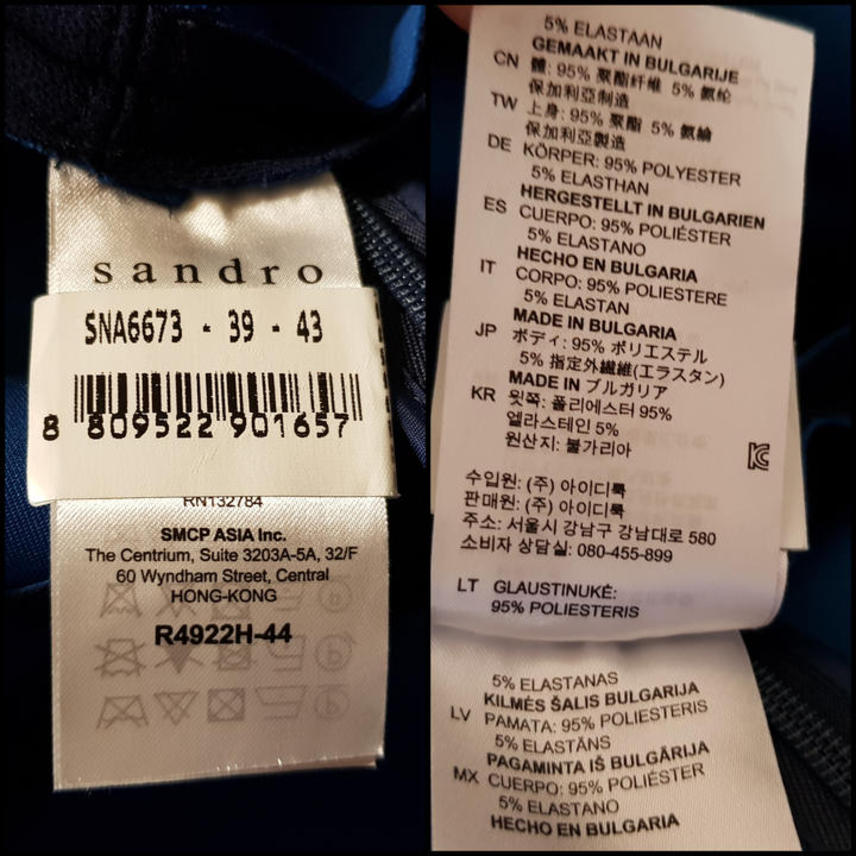 sandro
SNA6673 - 39 - 43
8 809522 901657
RN132784
SMCP ASIA Inc.
The Centrium, Suite 3203A-5A, 32/F
60 Wyndham Street, Central
HONG-KONG
R4922H-44
5% ELASTAAN
GEMAAKT IN BULGARIJE
CN 體: 95% 聚酯纤维 5% 氨纶
保加利亞制造
TW 上身: 95% 聚酯 5% 氨綸
保加利亞製造
DE KÖRPER: 95% POLYESTER
5% ELASTHAN
HERGESTELLT IN BULGARIEN
ES CUERPO: 95% POLIÉSTER
5% ELASTANO
HECHO EN BULGARIA
IT CORPO: 95% POLIESTERE
5% ELASTAN
MADE IN BULGARIA
JP ボディ: 95% ポリエステル
5% 指定外繊維(エラスタン)
MADE IN ブルガリア
KR 윗쪽: 폴리에스터 95%
엘라스테인 5%
원산지: 불가리아
수입원: (주) 아이디룩
판매원: (주) 아이디룩
주소: 서울시 강남구 강남대로 580
소비자 상담실: 080-455-899
LT GLAUSTINUKĖ:
95% POLIESTERIS
5% ELASTANAS
KILMĖS ŠALIS BULGARIJA
LV PAMATA: 95% POLIESTERIS
5% ELASTĀNS
PAGAMINTA IŠ BULGĀRIJA
MX CUERPO: 95% POLIÉSTER
5% ELASTANO
HECHO EN BULGARIA